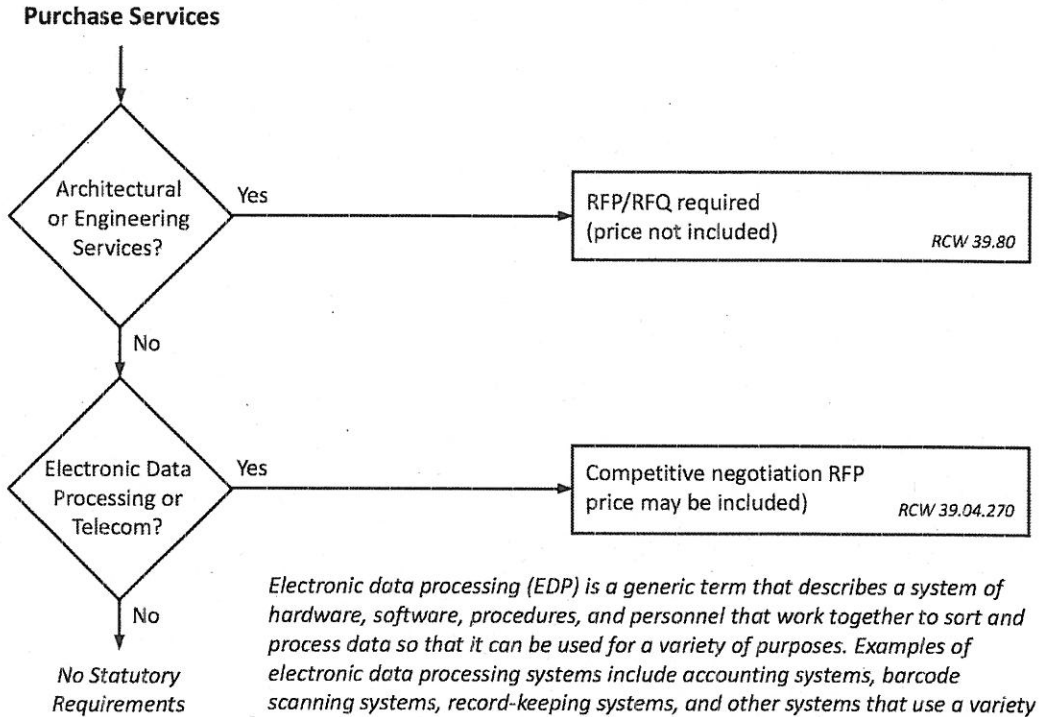 Purchase Services
Architectural
or Engineering
Services?
Yes
RFP/RFQ required
(price not included)
RCW 39.80
No
Electronic Data
Processing or
Telecom?
Yes
Competitive negotiation RFP
price may be included)
RCW 39.04.270
No
No Statutory
Requirements
Electronic data processing (EDP) is a generic term that describes a system of
hardware, software, procedures, and personnel that work together to sort and
process data so that it can be used for a variety of purposes. Examples of
electronic data processing systems include accounting systems, barcode
scanning systems, record-keeping systems, and other systems that use a variety